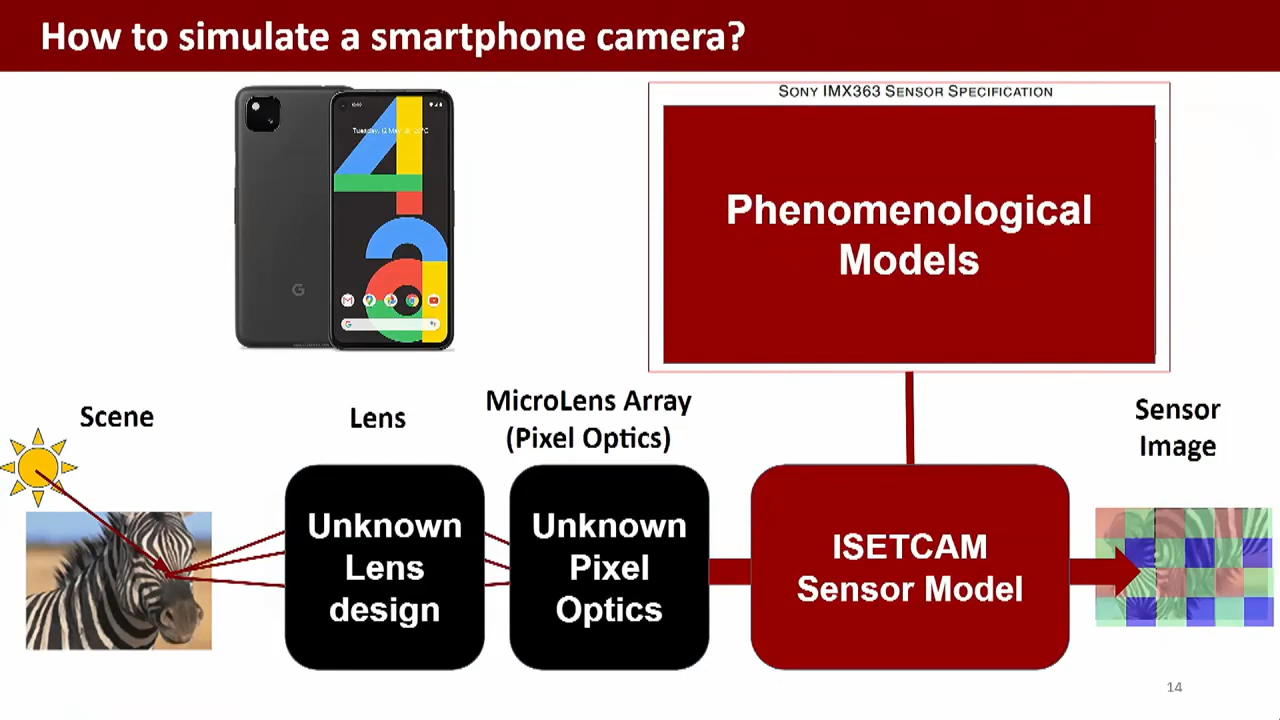 How to simulate a smartphone camera?
SONY IMX363 SENSOR SPECIFICATION
Phenomenological
Models
G
Scene
Lens
MicroLens Array
(Pixel Optics)
Sensor
Image
Unknown
Lens
design
Unknown
Pixel
Optics
ISETCAM
Sensor Model
14